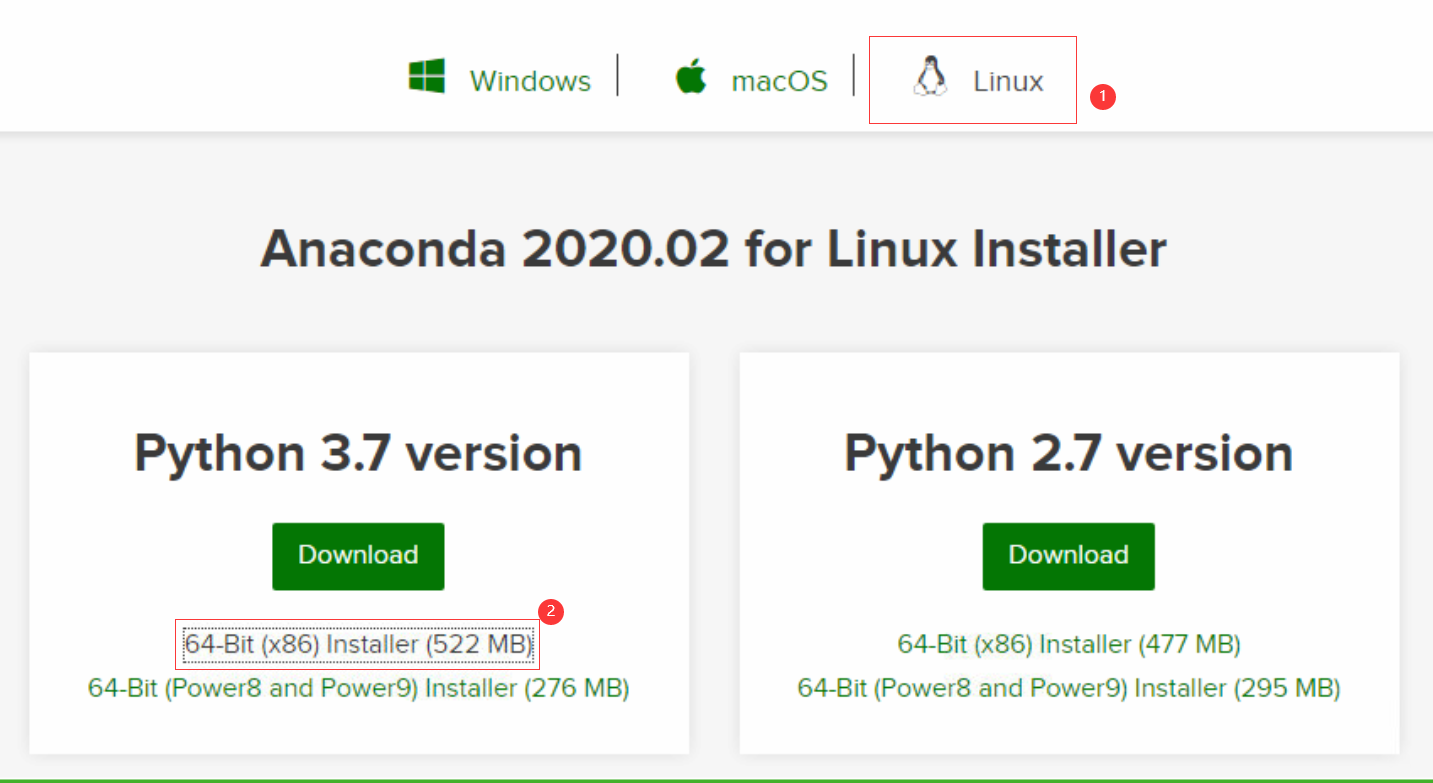 Windows macOS Linux 1
Anaconda 2020.02 for Linux Installer
Python 3.7 version
Download
2
64-Bit (x86) Installer (522 MB)
64-Bit (Power8 and Power9) Installer (276 MB)
Python 2.7 version
Download
64-Bit (x86) Installer (477 MB)
64-Bit (Power8 and Power9) Installer (295 MB)